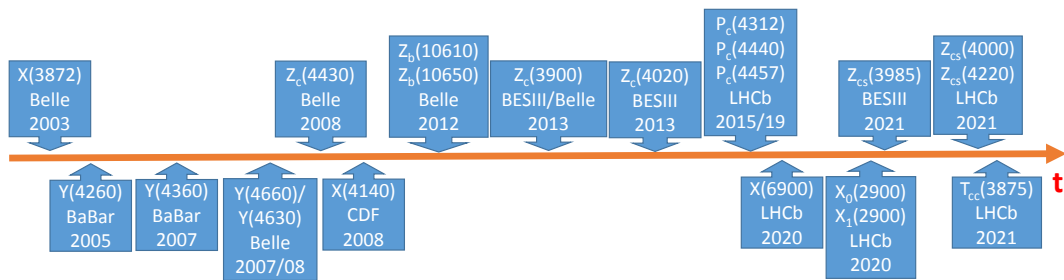 X(3872)
Belle
2003
Z_c(4430)
Belle
2008
Z_b(10610)
Z_b(10650)
Belle
2012
Z_c(3900)
BESIII/Belle
2013
Z_c(4020)
BESIII
2013
P_c(4312)
P_c(4440)
P_c(4457)
LHCb
2015/19
Z_cs(3985)
BESIII
2021
Z_cs(4000)
Z_cs(4220)
LHCb
2021
t
Y(4260)
BaBar
2005
Y(4360)
BaBar
2007
Y(4660)/
Y(4630)
Belle
2007/08
X(4140)
CDF
2008
X(6900)
LHCb
2020
X_0(2900)
X_1(2900)
LHCb
2020
T_cc(3875)
LHCb
2021